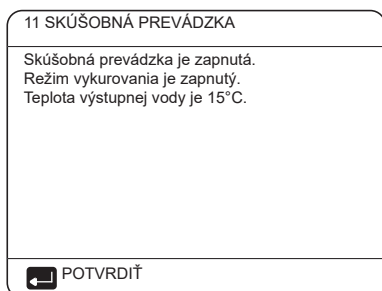 11 SKÚŠOBNÁ PREVÁDZKA
Skúšobná prevádzka je zapnutá.
Režim vykurovania je zapnutý.
Teplota výstupnej vody je 15°C.
POTVRDIŤ